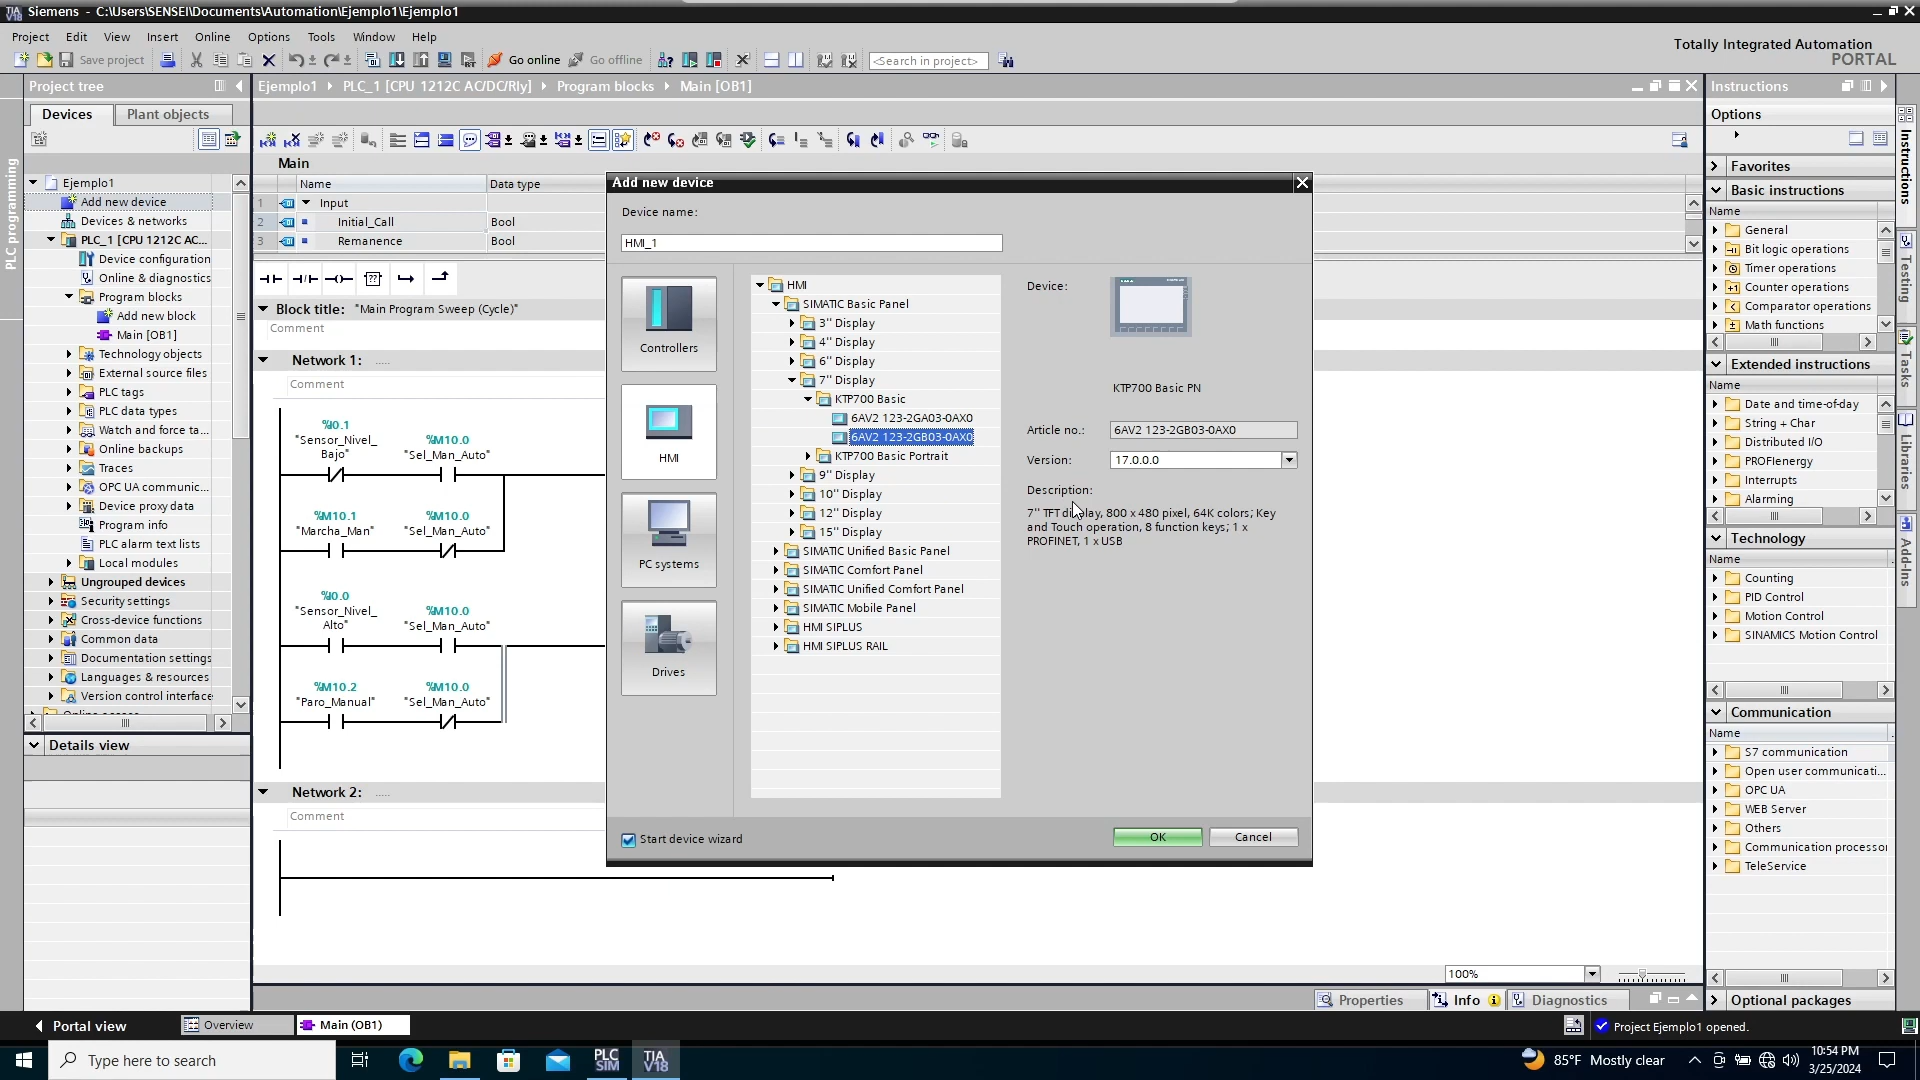 Siemens - C:\Users\SENSEI\Documents\Automation\Ejemplo1\Ejemplo1
Project Edit View Insert Online Options Tools Window Help
Totally Integrated Automation
PORTAL
Save project
Go online
Go offline
<Search in project>
Project tree
Devices
Plant objects
PLC programming
Ejemplo1
Add new device
Devices & networks
PLC_1 [CPU 1212C AC...
Device configuration
Online & diagnostics
Program blocks
Add new block
Main [OB1]
Technology objects
External source files
PLC tags
PLC data types
Watch and force ta...
Online backups
Traces
OPC UA communic...
Device proxy data
Program info
PLC alarm text lists
Local modules
Ungrouped devices
Security settings
Cross-device functions
Common data
Documentation settings
Languages & resources
Version control interface
Details view
Ejemplo1 PLC_1 [CPU 1212C AC/DC/Rly] Program blocks Main [OB1]
Main
Name Data type
1 Input
2 Initial_Call Bool
3 Remanence Bool
Block title: "Main Program Sweep (Cycle)"
Comment
Network 1: .....
Comment
%I0.1
"Sensor_Nivel_
Bajo"
%M10.0
"Sel_Man_Auto"
%M10.1
"Marcha_Man"
%M10.0
"Sel_Man_Auto"
%I0.0
"Sensor_Nivel_
Alto"
%M10.0
"Sel_Man_Auto"
%M10.2
"Paro_Manual"
%M10.0
"Sel_Man_Auto"
Network 2: .....
Comment
100%
Properties
Info
Diagnostics
Add new device
Device name:
HMI_1
Controllers
HMI
PC systems
Drives
HMI
SIMATIC Basic Panel
3'' Display
4'' Display
6'' Display
7'' Display
KTP700 Basic
6AV2 123-2GA03-0AX0
6AV2 123-2GB03-0AX0
KTP700 Basic Portrait
9'' Display
10'' Display
12'' Display
15'' Display
SIMATIC Unified Basic Panel
SIMATIC Comfort Panel
SIMATIC Unified Comfort Panel
SIMATIC Mobile Panel
HMI SIPLUS
HMI SIPLUS RAIL
Device:
KTP700 Basic PN
Article no.: 6AV2 123-2GB03-0AX0
Version: 17.0.0.0
Description:
7'' TFT display, 800 x 480 pixel, 64K colors; Key
and Touch operation, 8 function keys; 1 x
PROFINET, 1 x USB
Start device wizard
OK
Cancel
Instructions
Options
Favorites
Basic instructions
Name
General
Bit logic operations
Timer operations
Counter operations
Comparator operations
Math functions
Extended instructions
Name
Date and time-of-day
String + Char
Distributed I/O
PROFIenergy
Interrupts
Alarming
Technology
Name
Counting
PID Control
Motion Control
SINAMICS Motion Control
Communication
Name
S7 communication
Open user communicati...
OPC UA
WEB Server
Others
Communication processor
TeleService
Optional packages
Instructions
Testing
Tasks
Libraries
Add-Ins
Portal view
Overview
Main (OB1)
Project Ejemplo1 opened.
Type here to search
PLC
SIM
TIA
V18
85°F Mostly clear
10:54 PM
3/25/2024